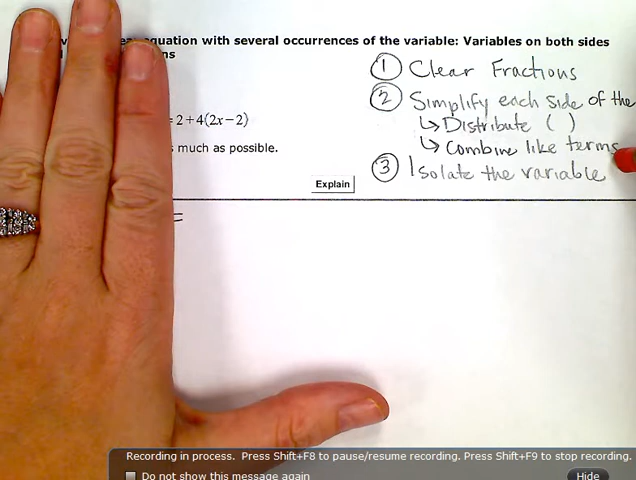 equation with several occurrences of the variable: Variables on both sides
① Clear Fractions
② Simplify each side of the
= 2+4(2x−2)
↳ Distribute ( )
s much as possible.
↳ Combine like terms
③ Isolate the variable
Explain
=
Recording in process. Press Shift+F8 to pause/resume recording. Press Shift+F9 to stop recording.
Do not show this message again
Hide